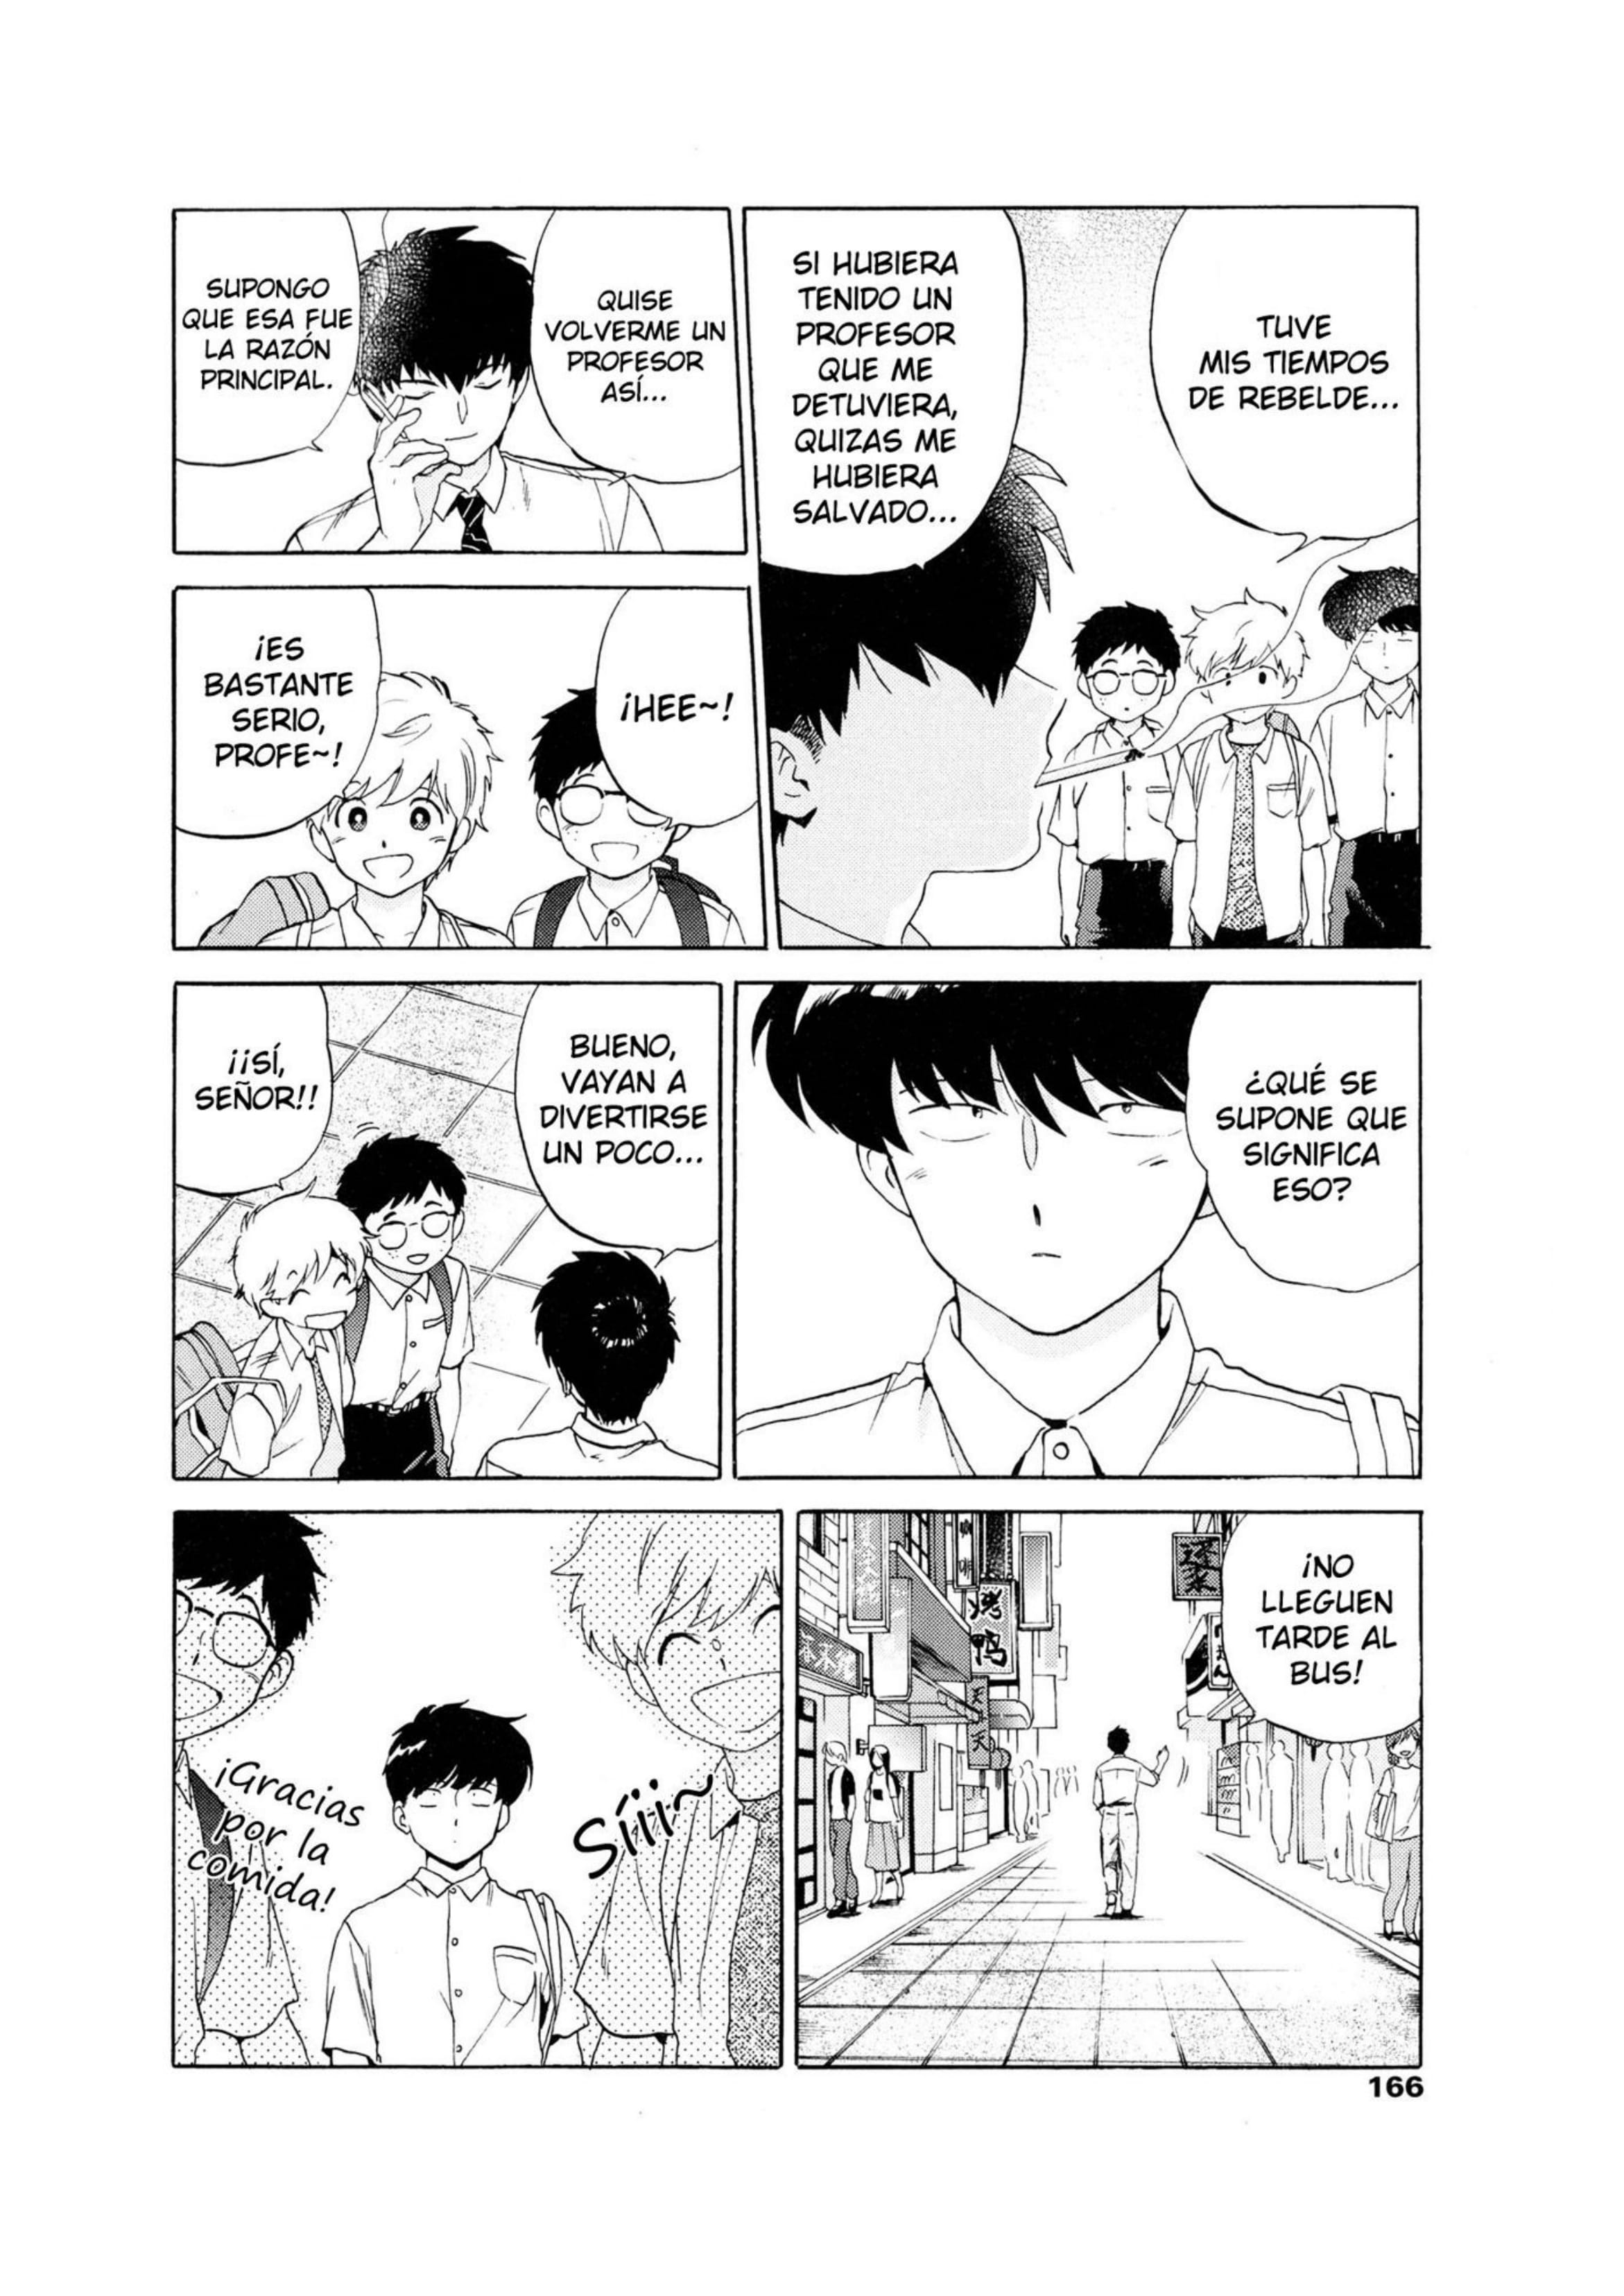 TUVE
MIS TIEMPOS
DE REBELDE...
SI HUBIERA
TENIDO UN
PROFESOR
QUE ME
DETUVIERA,
QUIZAS ME
HUBIERA
SALVADO...
QUISE
VOLVERME UN
PROFESOR
ASÍ...
SUPONGO
QUE ESA FUE
LA RAZÓN
PRINCIPAL.
¡HEE~!
¡ES
BASTANTE
SERIO,
PROFE~!
¿QUÉ SE
SUPONE QUE
SIGNIFICA
ESO?
BUENO,
VAYAN A
DIVERTIRSE
UN POCO...
¡¡SÍ,
SEÑOR!!
¡NO
LLEGUEN
TARDE AL
BUS!
烤
鴨
Síii~
¡Gracias
por la
comida!
166